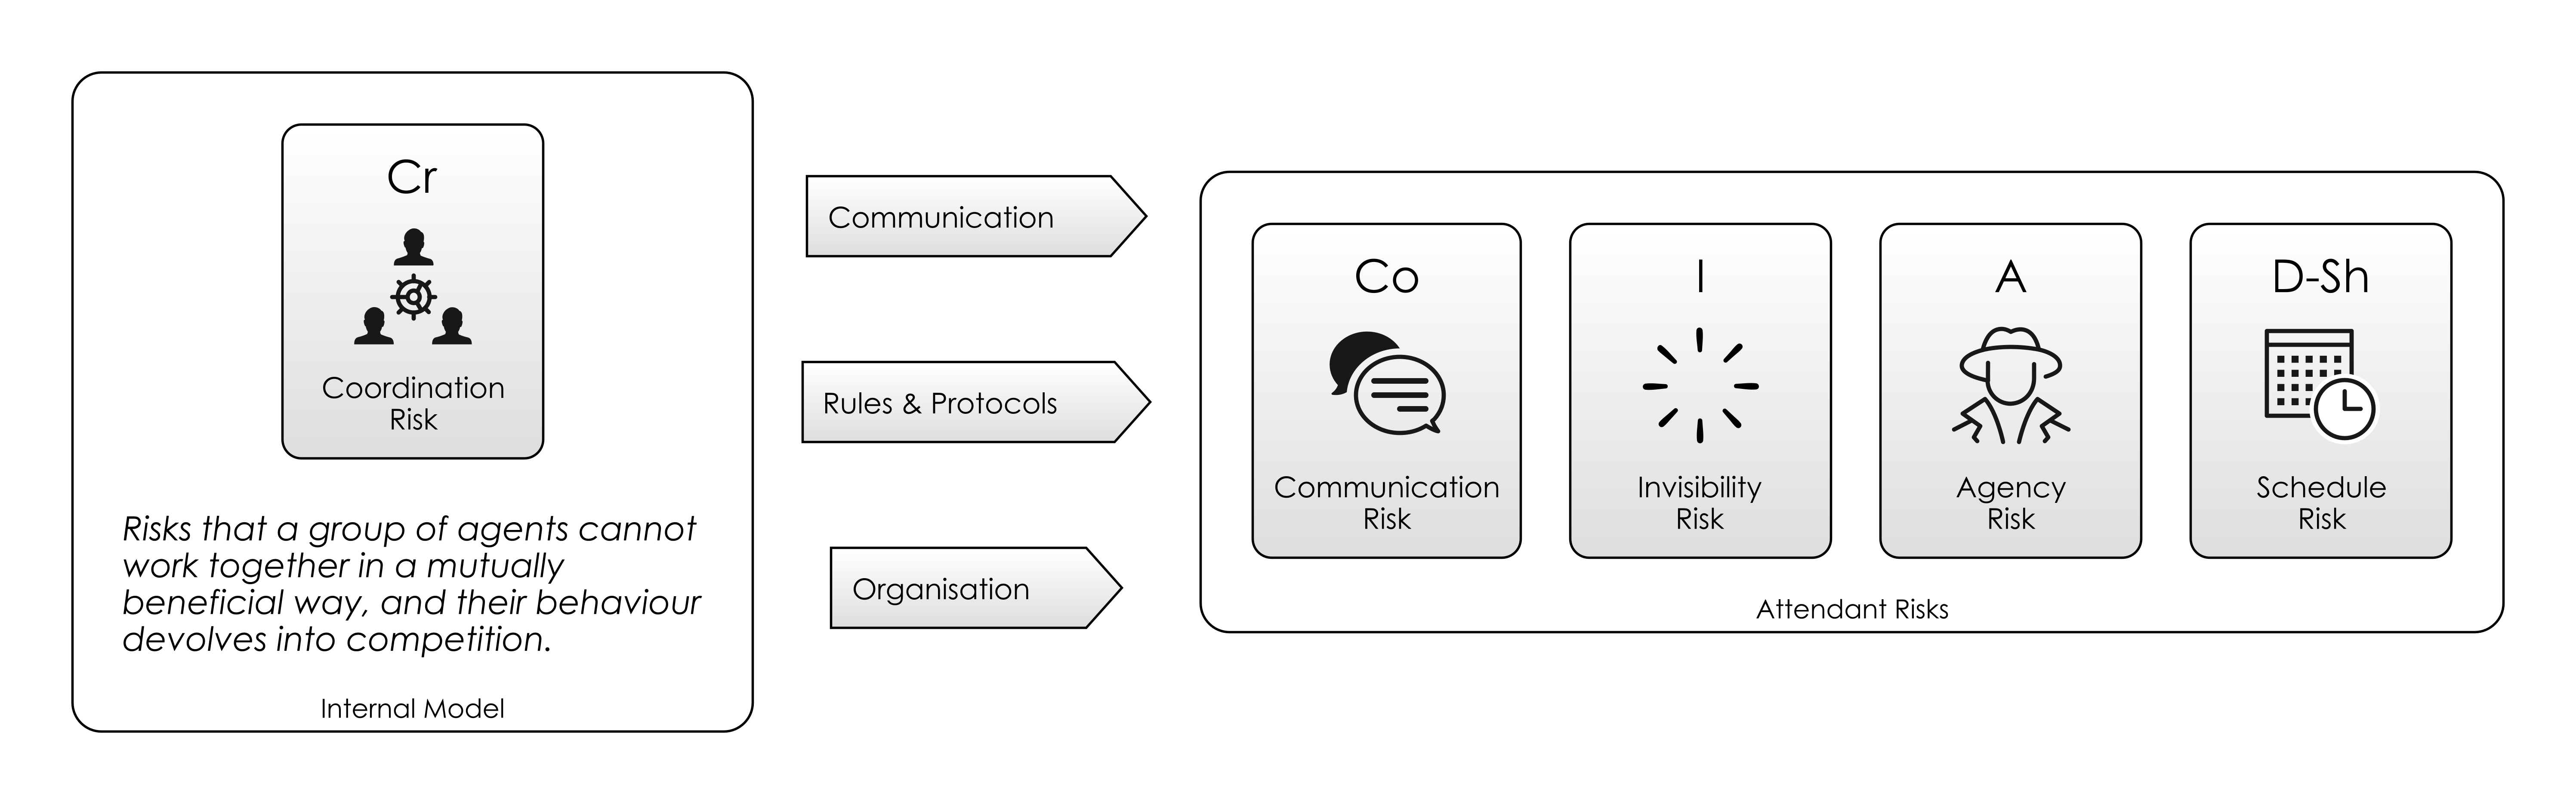 Cr
Coordination
Risk
Risks that a group of agents cannot
work together in a mutually
beneficial way, and their behaviour
devolves into competition.
Internal Model
Communication
Rules & Protocols
Organisation
Co
Communication
Risk
I
Invisibility
Risk
A
Agency
Risk
D-Sh
Schedule
Risk
Attendant Risks